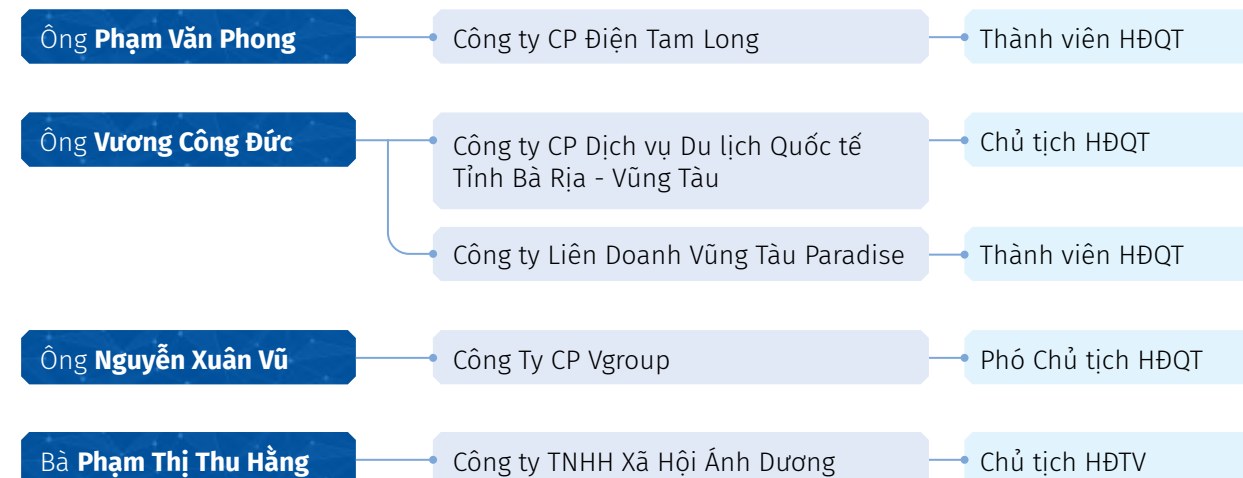 Ông Phạm Văn Phong
Công ty CP Điện Tam Long
Thành viên HĐQT
Ông Vương Công Đức
Công ty CP Dịch vụ Du lịch Quốc tế
Tỉnh Bà Rịa - Vũng Tàu
Chủ tịch HĐQT
Công ty Liên Doanh Vũng Tàu Paradise
Thành viên HĐQT
Ông Nguyễn Xuân Vũ
Công Ty CP Vgroup
Phó Chủ tịch HĐQT
Bà Phạm Thị Thu Hằng
Công ty TNHH Xã Hội Ánh Dương
Chủ tịch HĐTV